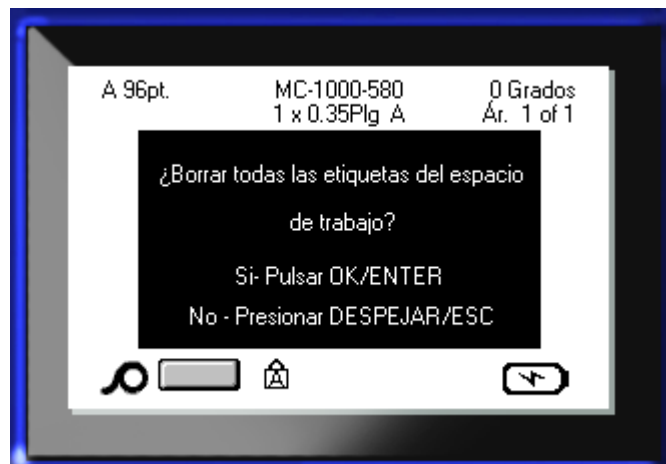 A 96pt.
MC-1000-580
0 Grados
1 x 0.35Plg A
Ár. 1 of 1
¿Borrar todas las etiquetas del espacio
de trabajo?
Si- Pulsar OK/ENTER
No - Presionar DESPEJAR/ESC
A